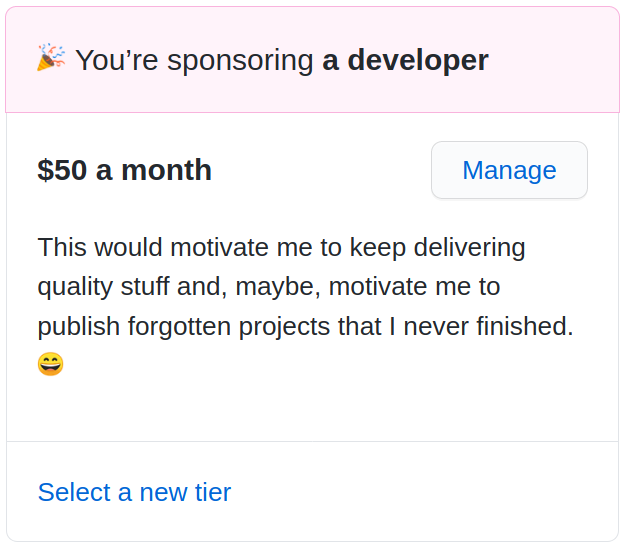 🎉 You’re sponsoring a developer
$50 a month
Manage
This would motivate me to keep delivering
quality stuff and, maybe, motivate me to
publish forgotten projects that I never finished.
😄
Select a new tier